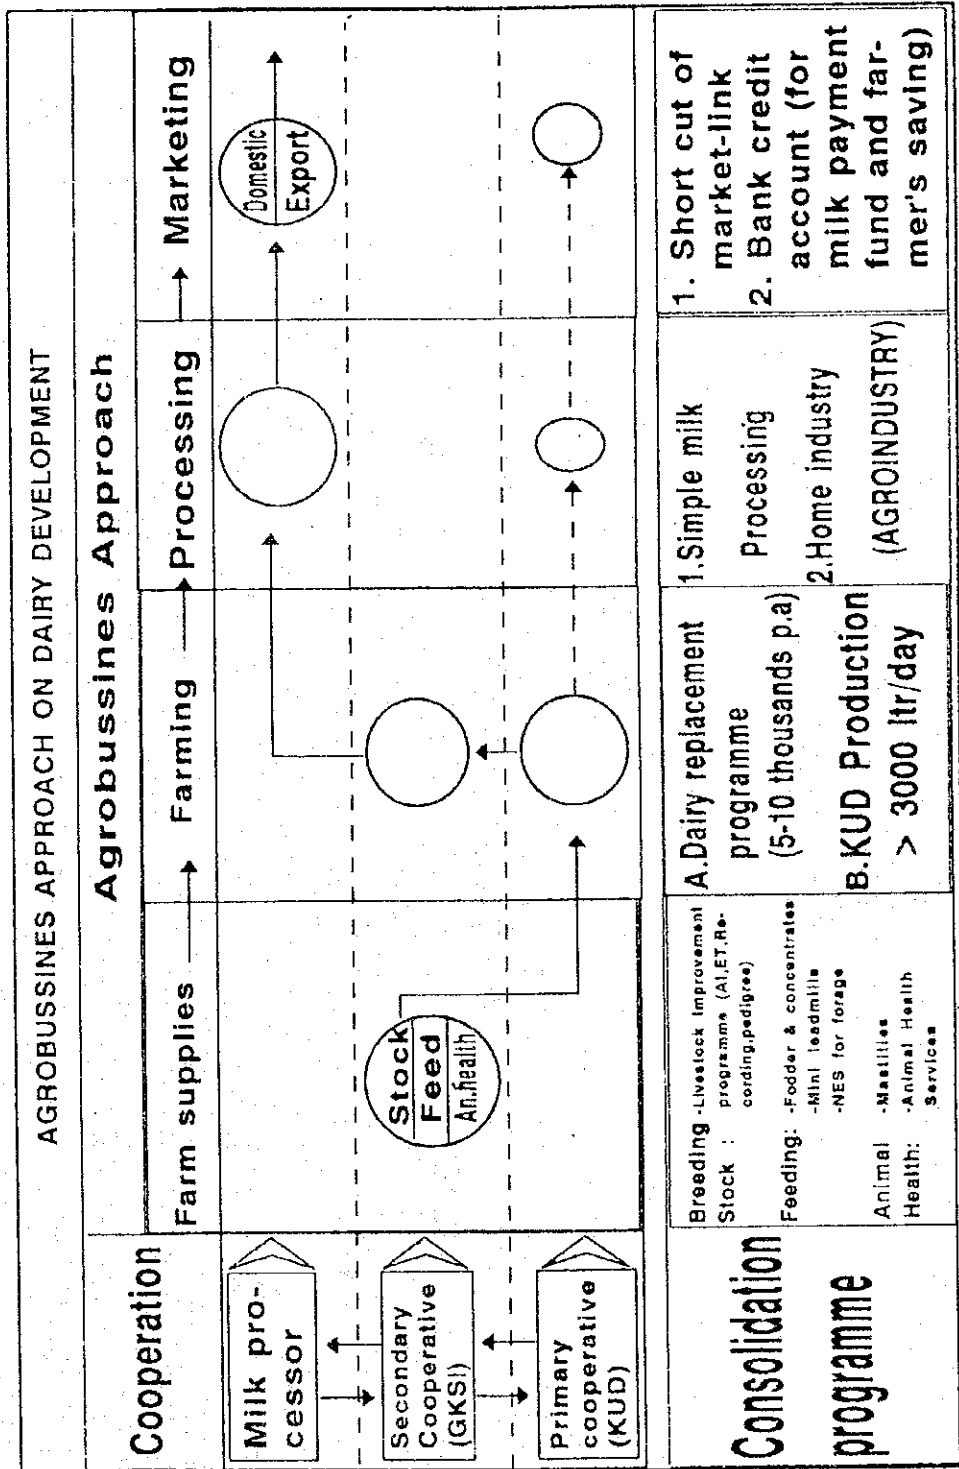 AGROBUSSINES APPROACH ON DAIRY DEVELOPMENT
Agrobussines Approach
Cooperation
Farm supplies
Farming
Processing
Marketing
Milk pro-
cessor
Domestic
Export
Secondary
Cooperative
(GKSI)
Stock
Feed
An.health
Primary
cooperative
(KUD)
Consolidation
programme
Breeding -Livestock Improvement
Stock : programme (AI,ET,Re-
cording,pedigree)
Feeding: -Fodder & concentrates
-Mini leadmills
-NES for forage
Animal -Mastities
Health: -Animal Health
Services
A.Dairy replacement
programme
(5-10 thousands p.a)
B.KUD Production
> 3000 ltr/day
1.Simple milk
Processing
2.Home industry
(AGROINDUSTRY)
1. Short cut of
market-link
2. Bank credit
account (for
milk payment
fund and far-
mer's saving)